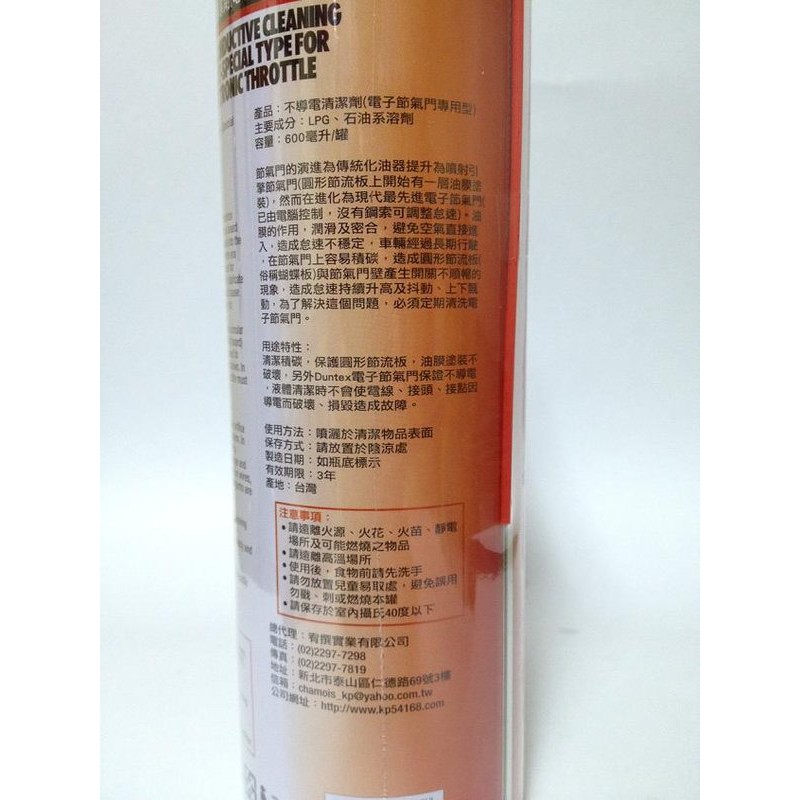 CLEANING
SPECIAL TYPE FOR
THROTTLE
產品：不導電清潔劑(電子節氣門專用型)
主要成分：LPG、石油系溶劑
容量：600毫升/罐
節氣門的演進為傳統化油器提升為噴射引
擎節氣門(圓形節流板上開始有一層油膜塗
裝)，然而在進化為現代最先進電子節氣門(
已由電腦控制，沒有鋼索可調整怠速)。油
膜的作用，潤滑及密合，避免空氣直接進
入，造成怠速不穩定，車輛經過長期行駛
，在節氣門上容易積碳，造成圓形節流板(
俗稱蝴蝶板)與節氣門壁產生開關不順暢的
現象，造成怠速持續升高及抖動、上下飄
動，為了解決這個問題，必須定期清洗電
子節氣門。
用途特性：
清潔積碳，保護圓形節流板，油膜塗裝不
破壞，另外Duntex電子節氣門保證不導電
，液體清潔時不會使電線、接頭、接點因
導電而破壞、損毀造成故障。
使用方法：噴灑於清潔物品表面
保存方式：請放置於陰涼處
製造日期：如瓶底標示
有效期限：3年
產地：台灣
注意事項：
•請遠離火源、火花、火苗、靜電
場所及可能燃燒之物品
•請遠離高溫場所
•使用後，食物前請先洗手
•請勿放置兒童易取處，避免誤用
勿戳、刺或燃燒本罐
•請保存於室內攝氏40度以下
總代理：宥撰實業有限公司
電話：(02)2297-7298
傳真：(02)2297-7819
地址：新北市泰山區仁德路69號3樓
信箱：chamois_kp@yahoo.com.tw
公司網址：http://www.kp54168.com